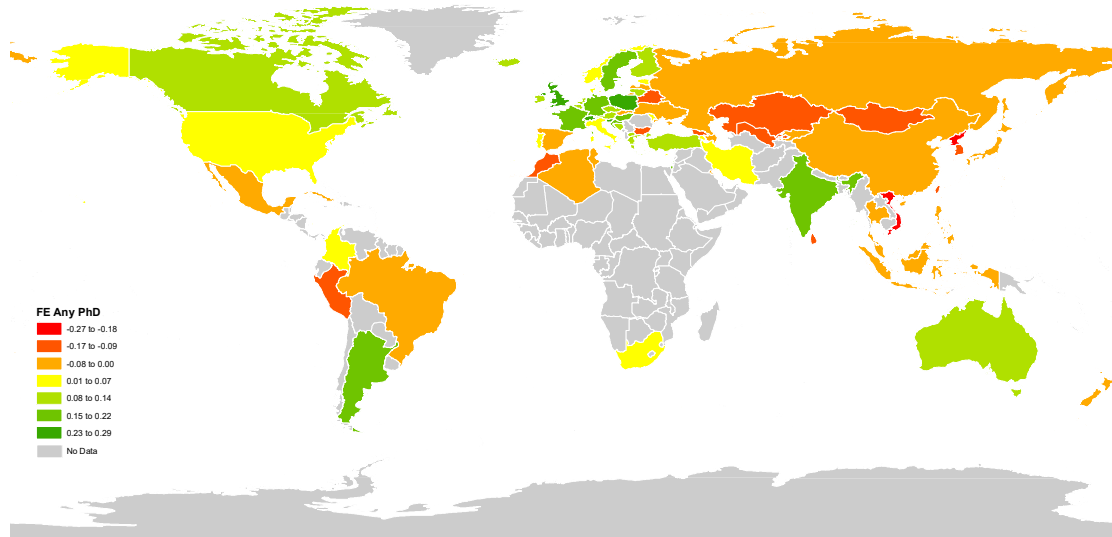 FE Any PhD
-0.27 to -0.18
-0.17 to -0.09
-0.08 to 0.00
0.01 to 0.07
0.08 to 0.14
0.15 to 0.22
0.23 to 0.29
No Data